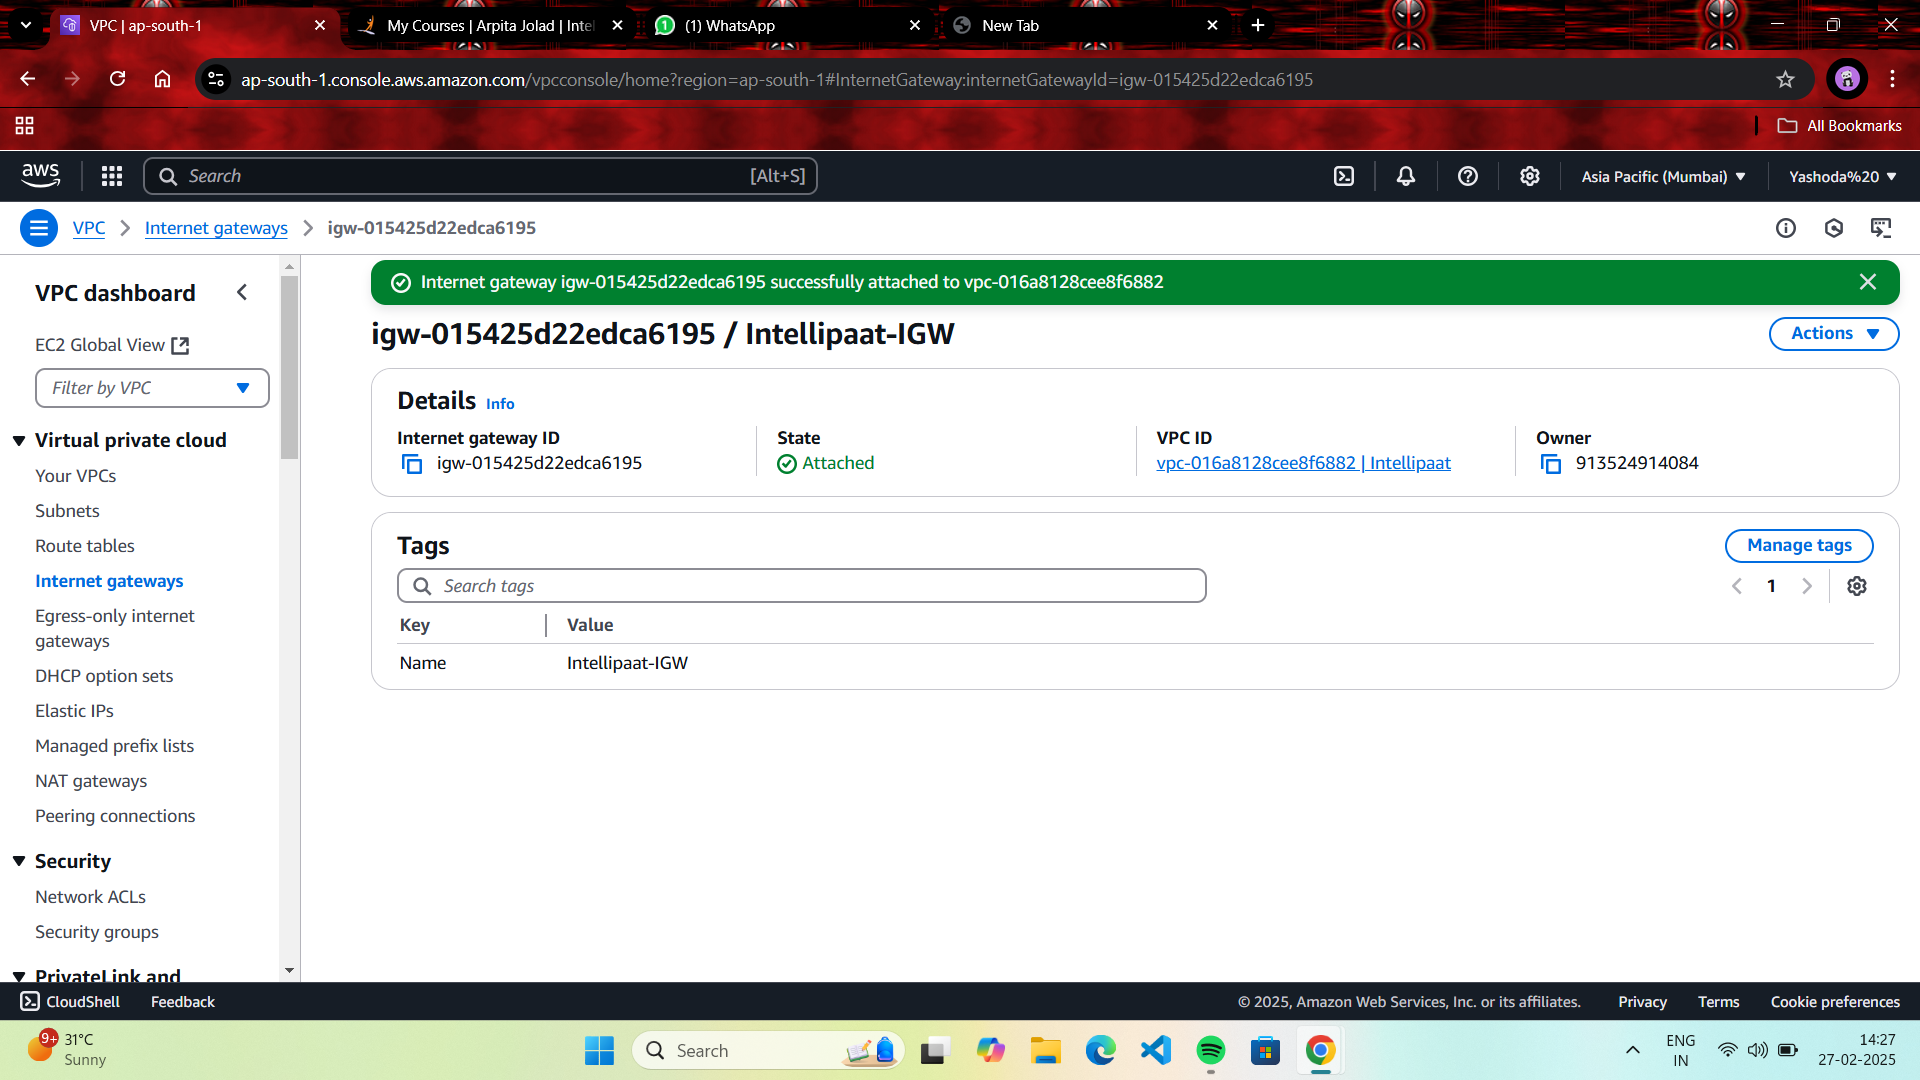 VPC | ap-south-1
My Courses | Arpita Jolad | Intel
(1) WhatsApp
New Tab
ap-south-1.console.aws.amazon.com/vpcconsole/home?region=ap-south-1#InternetGateway:internetGatewayId=igw-015425d22edca6195
All Bookmarks
aws
Search
[Alt+S]
Asia Pacific (Mumbai)
Yashoda%20
VPC
Internet gateways
igw-015425d22edca6195
VPC dashboard
EC2 Global View
Filter by VPC
Virtual private cloud
Your VPCs
Subnets
Route tables
Internet gateways
Egress-only internet
gateways
DHCP option sets
Elastic IPs
Managed prefix lists
NAT gateways
Peering connections
Security
Network ACLs
Security groups
PrivateLink and
Internet gateway igw-015425d22edca6195 successfully attached to vpc-016a8128cee8f6882
igw-015425d22edca6195 / Intellipaat-IGW
Actions
Details Info
Internet gateway ID
igw-015425d22edca6195
State
Attached
VPC ID
vpc-016a8128cee8f6882 | Intellipaat
Owner
913524914084
Tags
Manage tags
Search tags
1
Key
Value
Name
Intellipaat-IGW
CloudShell
Feedback
© 2025, Amazon Web Services, Inc. or its affiliates.
Privacy
Terms
Cookie preferences
9+
31°C
Sunny
Search
ENG
IN
14:27
27-02-2025